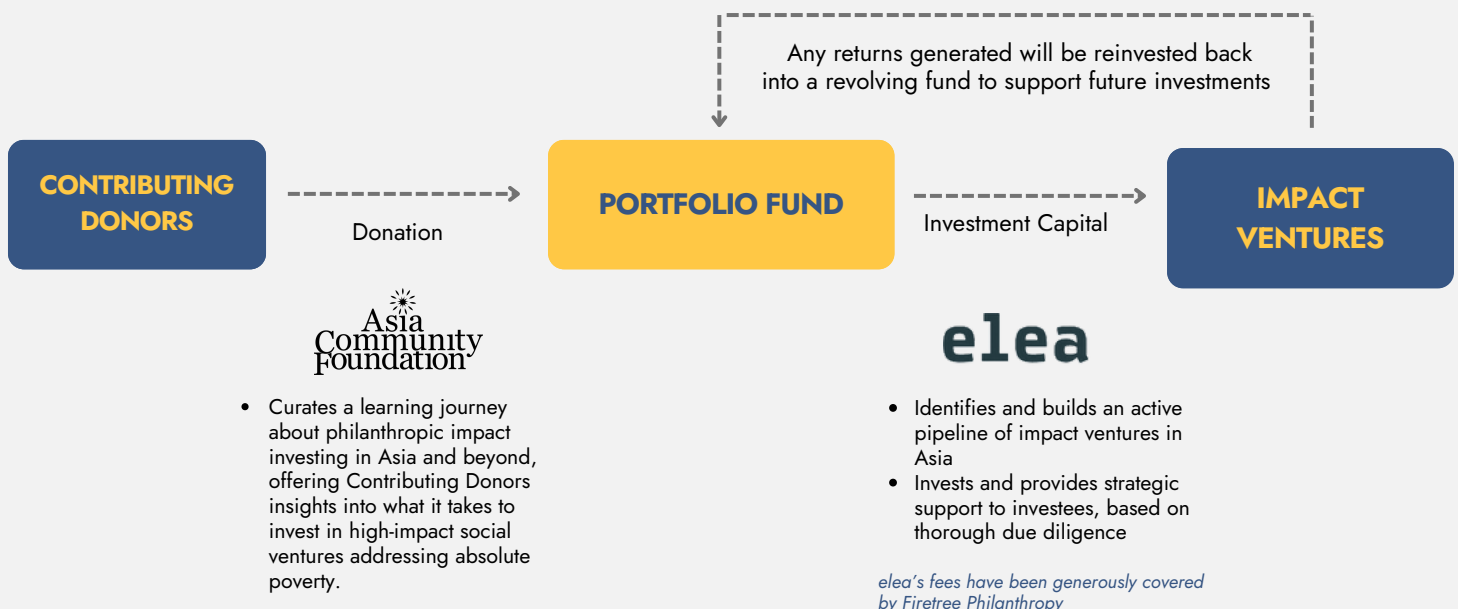 Any returns generated will be reinvested back
into a revolving fund to support future investments
CONTRIBUTING
DONORS
Donation
PORTFOLIO FUND
Investment Capital
IMPACT
VENTURES
Asia
Community
Foundation
• Curates a learning journey
about philanthropic impact
investing in Asia and beyond,
offering Contributing Donors
insights into what it takes to
invest in high-impact social
ventures addressing absolute
poverty.
elea
• Identifies and builds an active
pipeline of impact ventures in
Asia
• Invests and provides strategic
support to investees, based on
thorough due diligence
elea's fees have been generously covered
by Firetree Philanthropy